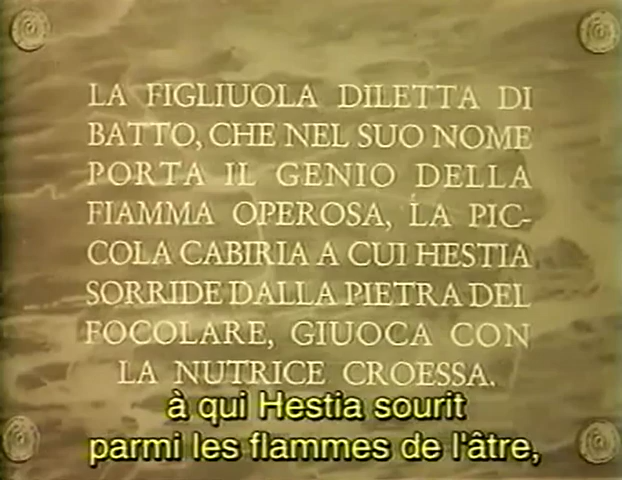 LA FIGLIUOLA DILETTA DI
BATTO, CHE NEL SUO NOME
PORTA IL GENIO DELLA
FIAMMA OPEROSA, LA PIC-
COLA CABIRIA A CUI HESTIA
SORRIDE DALLA PIETRA DEL
FOCOLARE, GIUOCA CON
LA NUTRICE CROESSA.
à qui Hestia sourit
parmi les flammes de l'âtre,